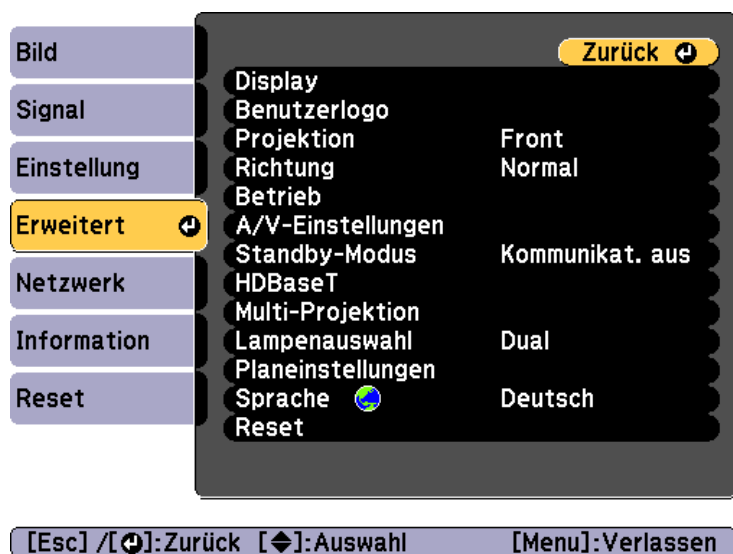 Bild
Signal
Einstellung
Erweitert
Netzwerk
Information
Reset
Zurück
Display
Benutzerlogo
Projektion Front
Richtung Normal
Betrieb
A/V-Einstellungen
Standby-Modus Kommunikat. aus
HDBaseT
Multi-Projektion
Lampenauswahl Dual
Planeinstellungen
Sprache Deutsch
Reset
[Esc] /[⏎]:Zurück [◆]:Auswahl [Menu]:Verlassen